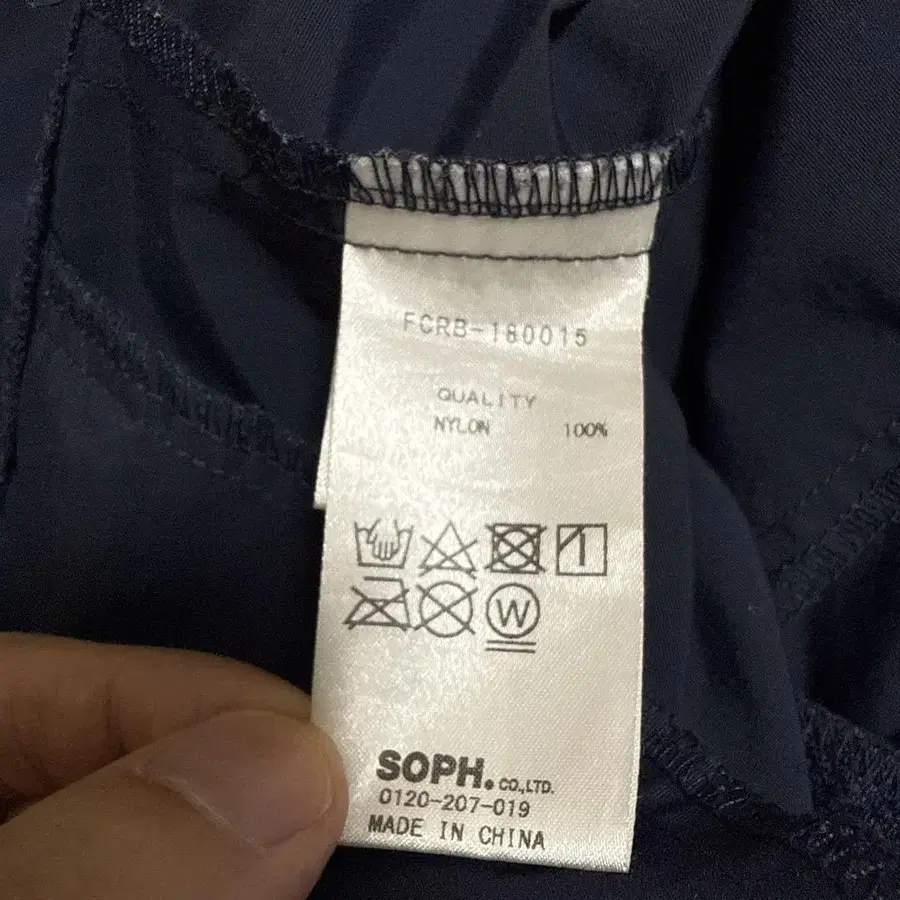 FCRB-180015
QUALITY
NYLON 100%
W
SOPH. CO.,LTD.
0120-207-019
MADE IN CHINA